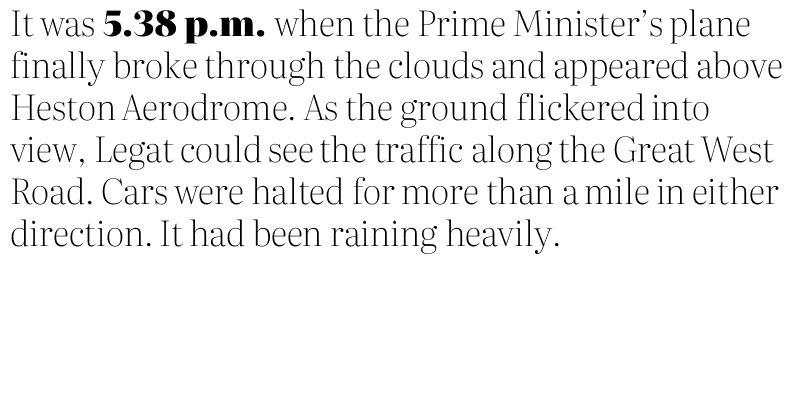 It was 5.38 p.m. when the Prime Minister’s plane
finally broke through the clouds and appeared above
Heston Aerodrome. As the ground flickered into
view, Legat could see the traffic along the Great West
Road. Cars were halted for more than a mile in either
direction. It had been raining heavily.